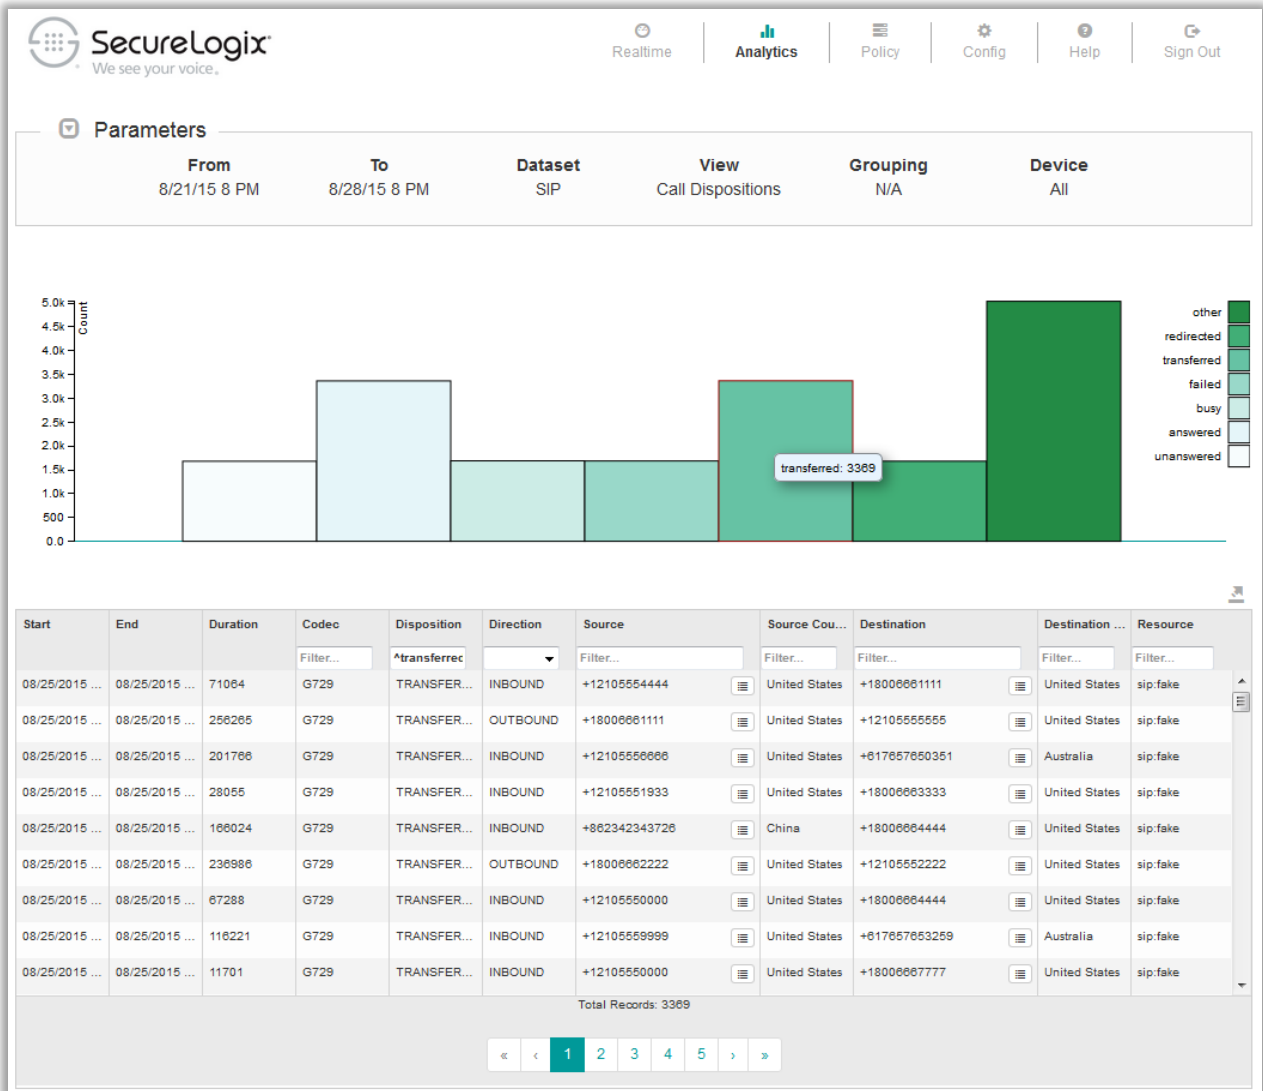 SecureLogix
We see your voice.
Realtime
Analytics
Policy
Config
Help
Sign Out
Parameters
From To Dataset View Grouping Device
8/21/15 8 PM 8/28/15 8 PM SIP Call Dispositions N/A All
Count
5.0k
4.5k
4.0k
3.5k
3.0k
2.5k
2.0k
1.5k
1.0k
500
0.0
transferred: 3369
other
redirected
transferred
failed
busy
answered
unanswered
Start End Duration Codec Disposition Direction Source Source Cou... Destination Destination ... Resource
Filter... ^transferrec Filter... Filter... Filter... Filter... Filter...
08/25/2015 ... 08/25/2015 ... 71064 G729 TRANSFER... INBOUND +12105554444 United States +18006661111 United States sip:fake
08/25/2015 ... 08/25/2015 ... 256265 G729 TRANSFER... OUTBOUND +18006661111 United States +12105555555 United States sip:fake
08/25/2015 ... 08/25/2015 ... 201766 G729 TRANSFER... INBOUND +12105556666 United States +617657650351 Australia sip:fake
08/25/2015 ... 08/25/2015 ... 28055 G729 TRANSFER... INBOUND +12105551933 United States +18006663333 United States sip:fake
08/25/2015 ... 08/25/2015 ... 166024 G729 TRANSFER... INBOUND +862342343726 China +18006664444 United States sip:fake
08/25/2015 ... 08/25/2015 ... 236986 G729 TRANSFER... OUTBOUND +18006662222 United States +12105552222 United States sip:fake
08/25/2015 ... 08/25/2015 ... 67288 G729 TRANSFER... INBOUND +12105550000 United States +18006664444 United States sip:fake
08/25/2015 ... 08/25/2015 ... 116221 G729 TRANSFER... INBOUND +12105559999 United States +617657653259 Australia sip:fake
08/25/2015 ... 08/25/2015 ... 11701 G729 TRANSFER... INBOUND +12105550000 United States +18006667777 United States sip:fake
Total Records: 3369
« ‹ 1 2 3 4 5 › »